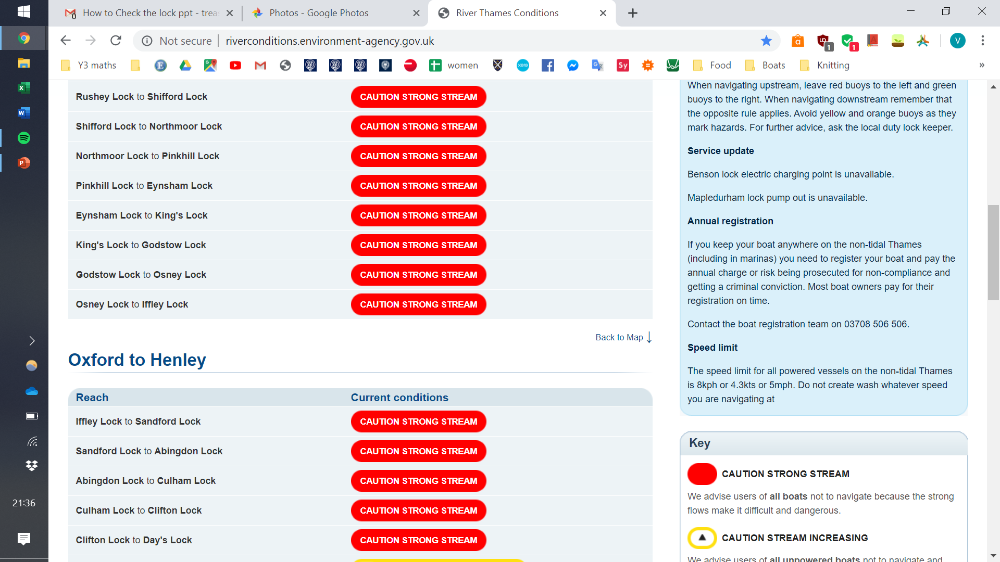 How to Check the lock ppt - trea
Photos - Google Photos
River Thames Conditions
Not secure
riverconditions.environment-agency.gov.uk
1
1
V
Y3 maths
women
xero
Sy
Food
Boats
Knitting
»
Rushey Lock to Shifford Lock CAUTION STRONG STREAM
Shifford Lock to Northmoor Lock CAUTION STRONG STREAM
Northmoor Lock to Pinkhill Lock CAUTION STRONG STREAM
Pinkhill Lock to Eynsham Lock CAUTION STRONG STREAM
Eynsham Lock to King's Lock CAUTION STRONG STREAM
King's Lock to Godstow Lock CAUTION STRONG STREAM
Godstow Lock to Osney Lock CAUTION STRONG STREAM
Osney Lock to Iffley Lock CAUTION STRONG STREAM
Back to Map
Oxford to Henley
Reach Current conditions
Iffley Lock to Sandford Lock CAUTION STRONG STREAM
Sandford Lock to Abingdon Lock CAUTION STRONG STREAM
Abingdon Lock to Culham Lock CAUTION STRONG STREAM
Culham Lock to Clifton Lock CAUTION STRONG STREAM
Clifton Lock to Day's Lock CAUTION STRONG STREAM
When navigating upstream, leave red buoys to the left and green
buoys to the right. When navigating downstream remember that
the opposite rule applies. Avoid yellow and orange buoys as they
mark hazards. For further advice, ask the local duty lock keeper.
Service update
Benson lock electric charging point is unavailable.
Mapledurham lock pump out is unavailable.
Annual registration
If you keep your boat anywhere on the non-tidal Thames
(including in marinas) you need to register your boat and pay the
annual charge or risk being prosecuted for non-compliance and
getting a criminal conviction. Most boat owners pay for their
registration on time.
Contact the boat registration team on 03708 506 506.
Speed limit
The speed limit for all powered vessels on the non-tidal Thames
is 8kph or 4.3kts or 5mph. Do not create wash whatever speed
you are navigating at
Key
CAUTION STRONG STREAM
We advise users of all boats not to navigate because the strong
flows make it difficult and dangerous.
CAUTION STREAM INCREASING
We advise users of all unpowered boats not to navigate and
21:36